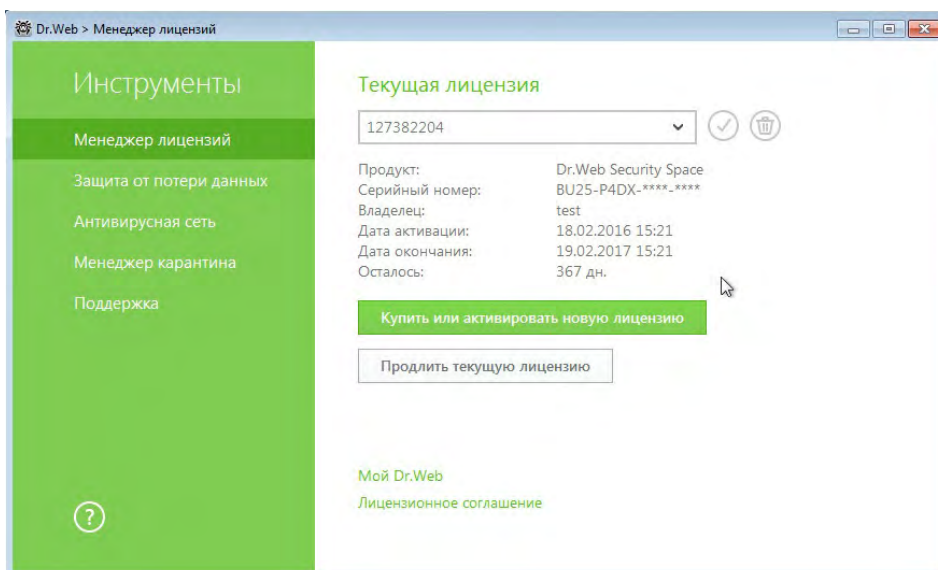 Dr.Web > Менеджер лицензий
Инструменты
Менеджер лицензий
Защита от потери данных
Антивирусная сеть
Менеджер карантина
Поддержка
?
Текущая лицензия
127382204
Продукт: Dr.Web Security Space
Серийный номер: BU25-P4DX-****-****
Владелец: test
Дата активации: 18.02.2016 15:21
Дата окончания: 19.02.2017 15:21
Осталось: 367 дн.
Купить или активировать новую лицензию
Продлить текущую лицензию
Мой Dr.Web
Лицензионное соглашение